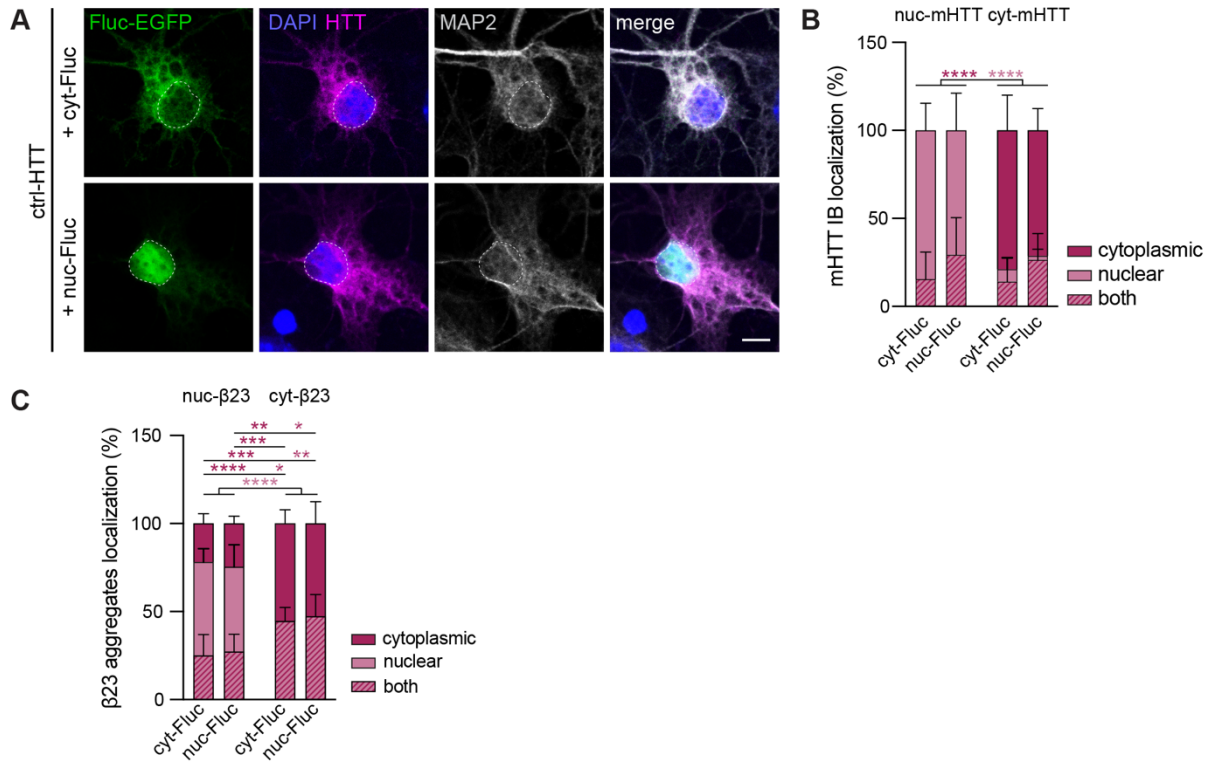 A
Fluc-EGFP
DAPI HTT
MAP2
merge
ctrl-HTT
+ cyt-Fluc
+ nuc-Fluc
B
nuc-mHTT cyt-mHTT
mHTT IB localization (%)
150
100
50
0
**** ****
cyt-Fluc
nuc-Fluc
cyt-Fluc
nuc-Fluc
cytoplasmic
nuclear
both
C
nuc-β23 cyt-β23
β23 aggregates localization (%)
150
100
50
0
** *
***
*** **
**** *
****
cyt-Fluc
nuc-Fluc
cyt-Fluc
nuc-Fluc
cytoplasmic
nuclear
both